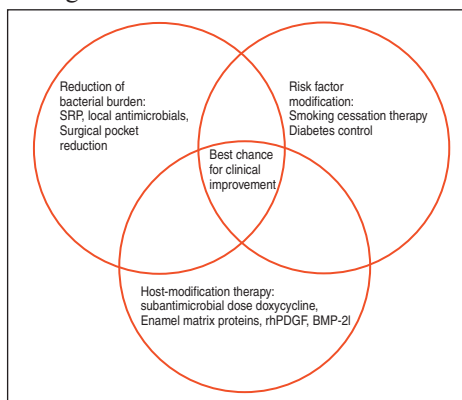 Reduction of
bacterial burden:
SRP, local antimicrobials,
Surgical pocket
reduction
Risk factor
modification:
Smoking cessation therapy
Diabetes control
Best chance
for clinical
improvement
Host-modification therapy:
subantimicrobial dose doxycycline,
Enamel matrix proteins, rhPDGF, BMP-2l